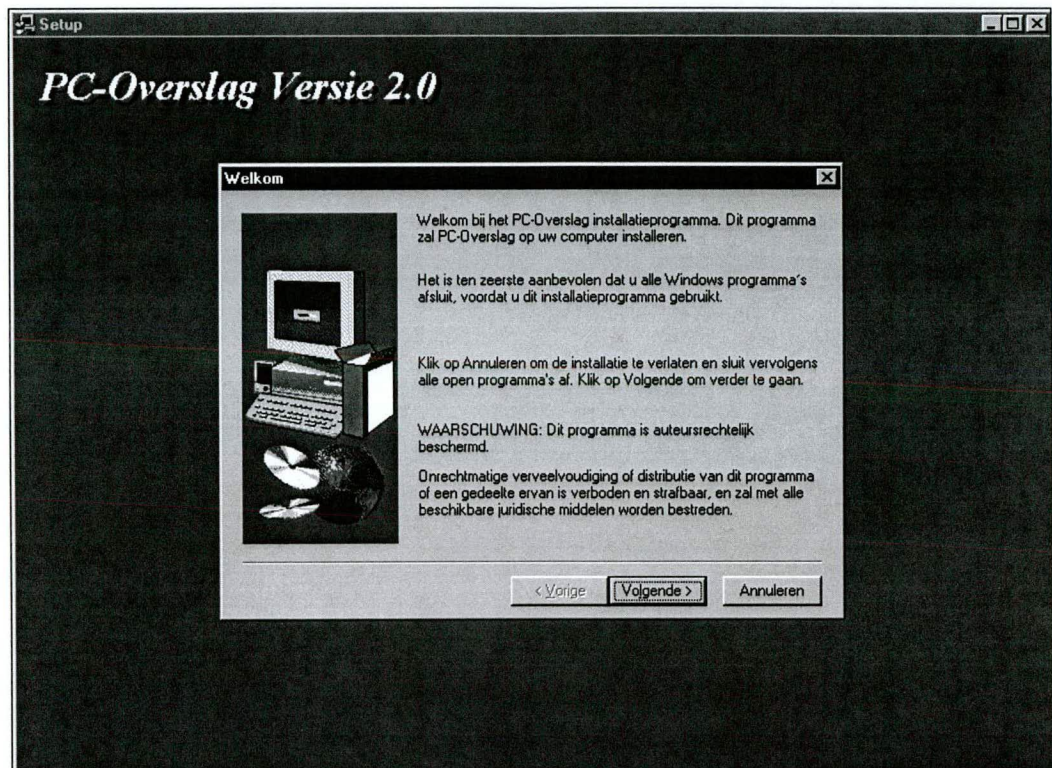 Setup
PC-Overslag Versie 2.0
Welkom
Welkom bij het PC-Overslag installatieprogramma. Dit programma
zal PC-Overslag op uw computer installeren.
Het is ten zeerste aanbevolen dat u alle Windows programma's
afsluit, voordat u dit installatieprogramma gebruikt.
Klik op Annuleren om de installatie te verlaten en sluit vervolgens
alle open programma's af. Klik op Volgende om verder te gaan.
WAARSCHUWING: Dit programma is auteursrechtelijk
beschermd.
Onrechtmatige verveelvoudiging of distributie van dit programma
of een gedeelte ervan is verboden en strafbaar, en zal met alle
beschikbare juridische middelen worden bestreden.
< Vorige Volgende > Annuleren